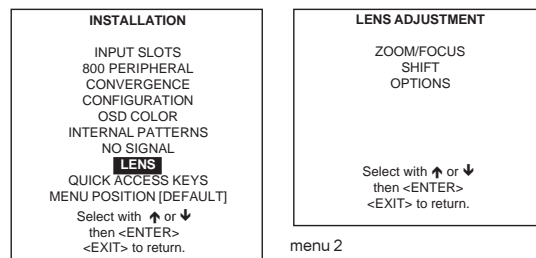 INSTALLATION
INPUT SLOTS
800 PERIPHERAL
CONVERGENCE
CONFIGURATION
OSD COLOR
INTERNAL PATTERNS
NO SIGNAL
LENS
QUICK ACCESS KEYS
MENU POSITION [DEFAULT]
Select with ↑ or ↓
then <ENTER>
<EXIT> to return.
LENS ADJUSTMENT
ZOOM/FOCUS
SHIFT
OPTIONS
Select with ↑ or ↓
then <ENTER>
<EXIT> to return.
menu 2